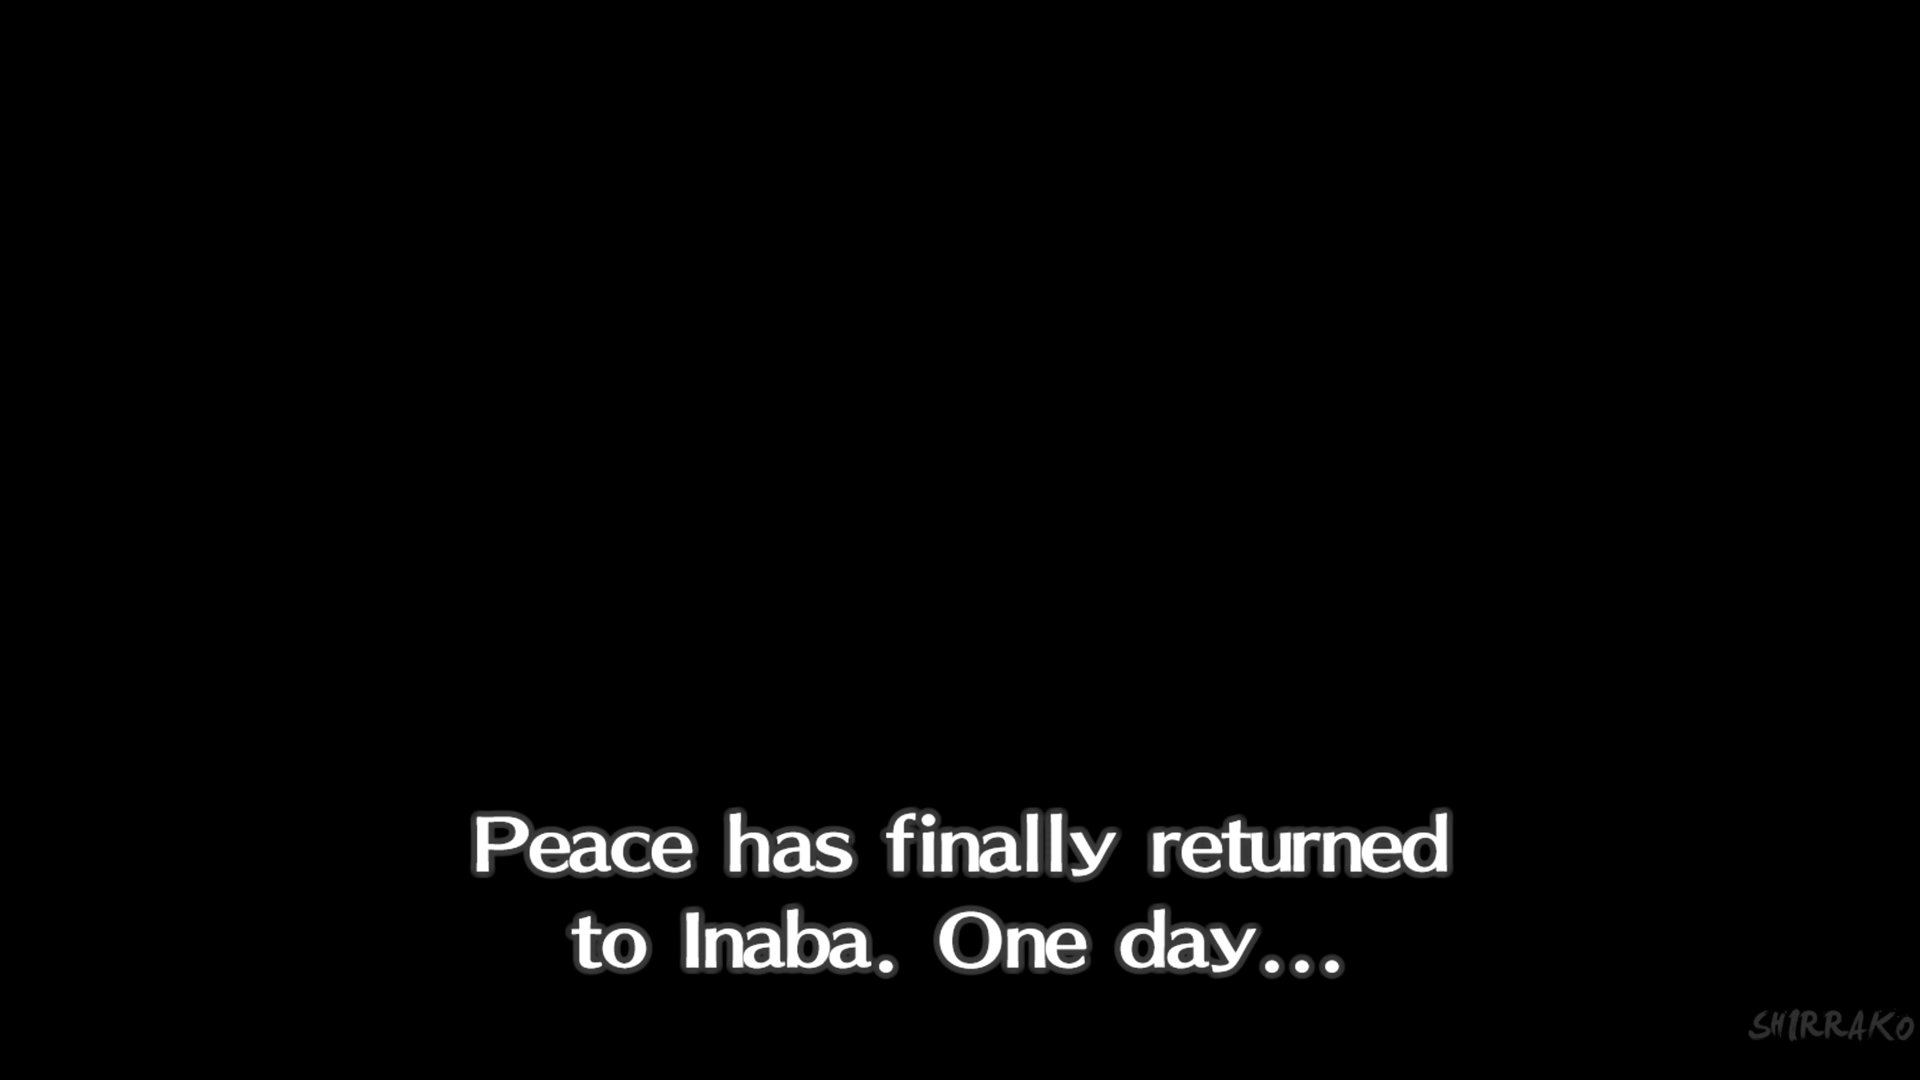 Peace has finally returned
to Inaba. One day...
SHIRRAKO